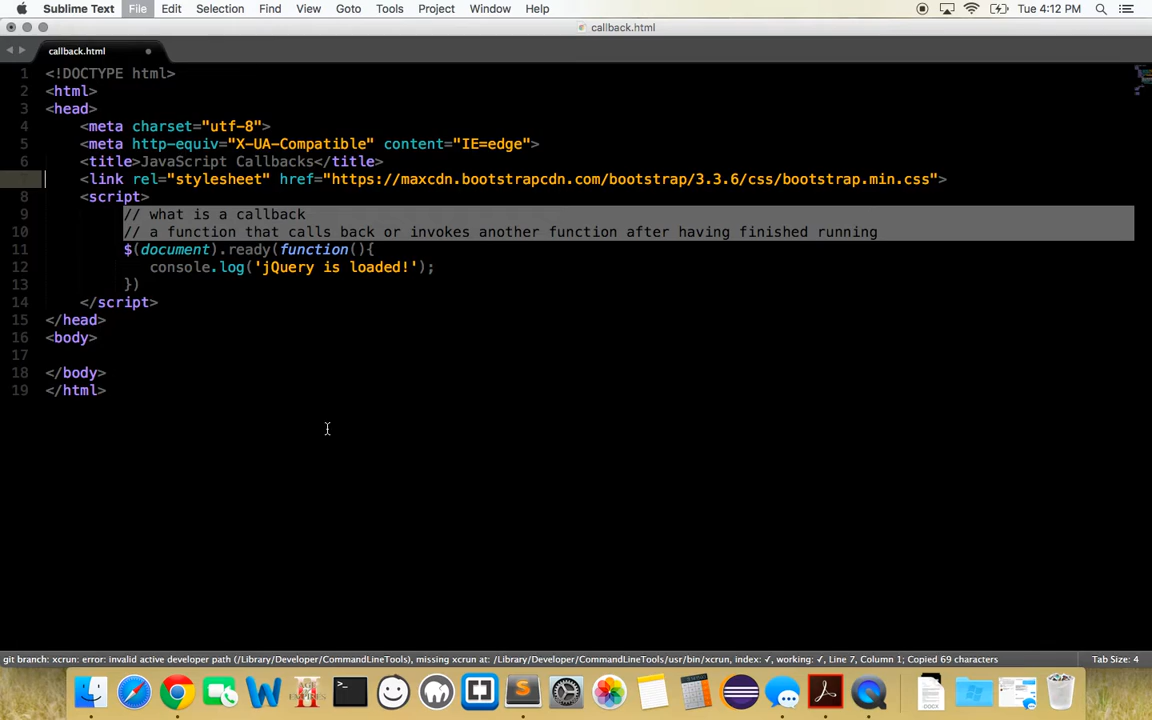 Sublime Text File Edit Selection Find View Goto Tools Project Window Help Tue 4:12 PM
callback.html
callback.html
1 <!DOCTYPE html>
2 <html>
3 <head>
4 <meta charset="utf-8">
5 <meta http-equiv="X-UA-Compatible" content="IE=edge">
6 <title>JavaScript Callbacks</title>
<link rel="stylesheet" href="https://maxcdn.bootstrapcdn.com/bootstrap/3.3.6/css/bootstrap.min.css">
8 <script>
9 // what is a callback
10 // a function that calls back or invokes another function after having finished running
11 $(document).ready(function(){
12 console.log('jQuery is loaded!');
13 })
14 </script>
15 </head>
16 <body>
17
18 </body>
19 </html>
git branch: xcrun: error: invalid active developer path (/Library/Developer/CommandLineTools), missing xcrun at: /Library/Developer/CommandLineTools/usr/bin/xcrun, index: ✓, working: ✓, Line 7, Column 1; Copied 69 characters Tab Size: 4